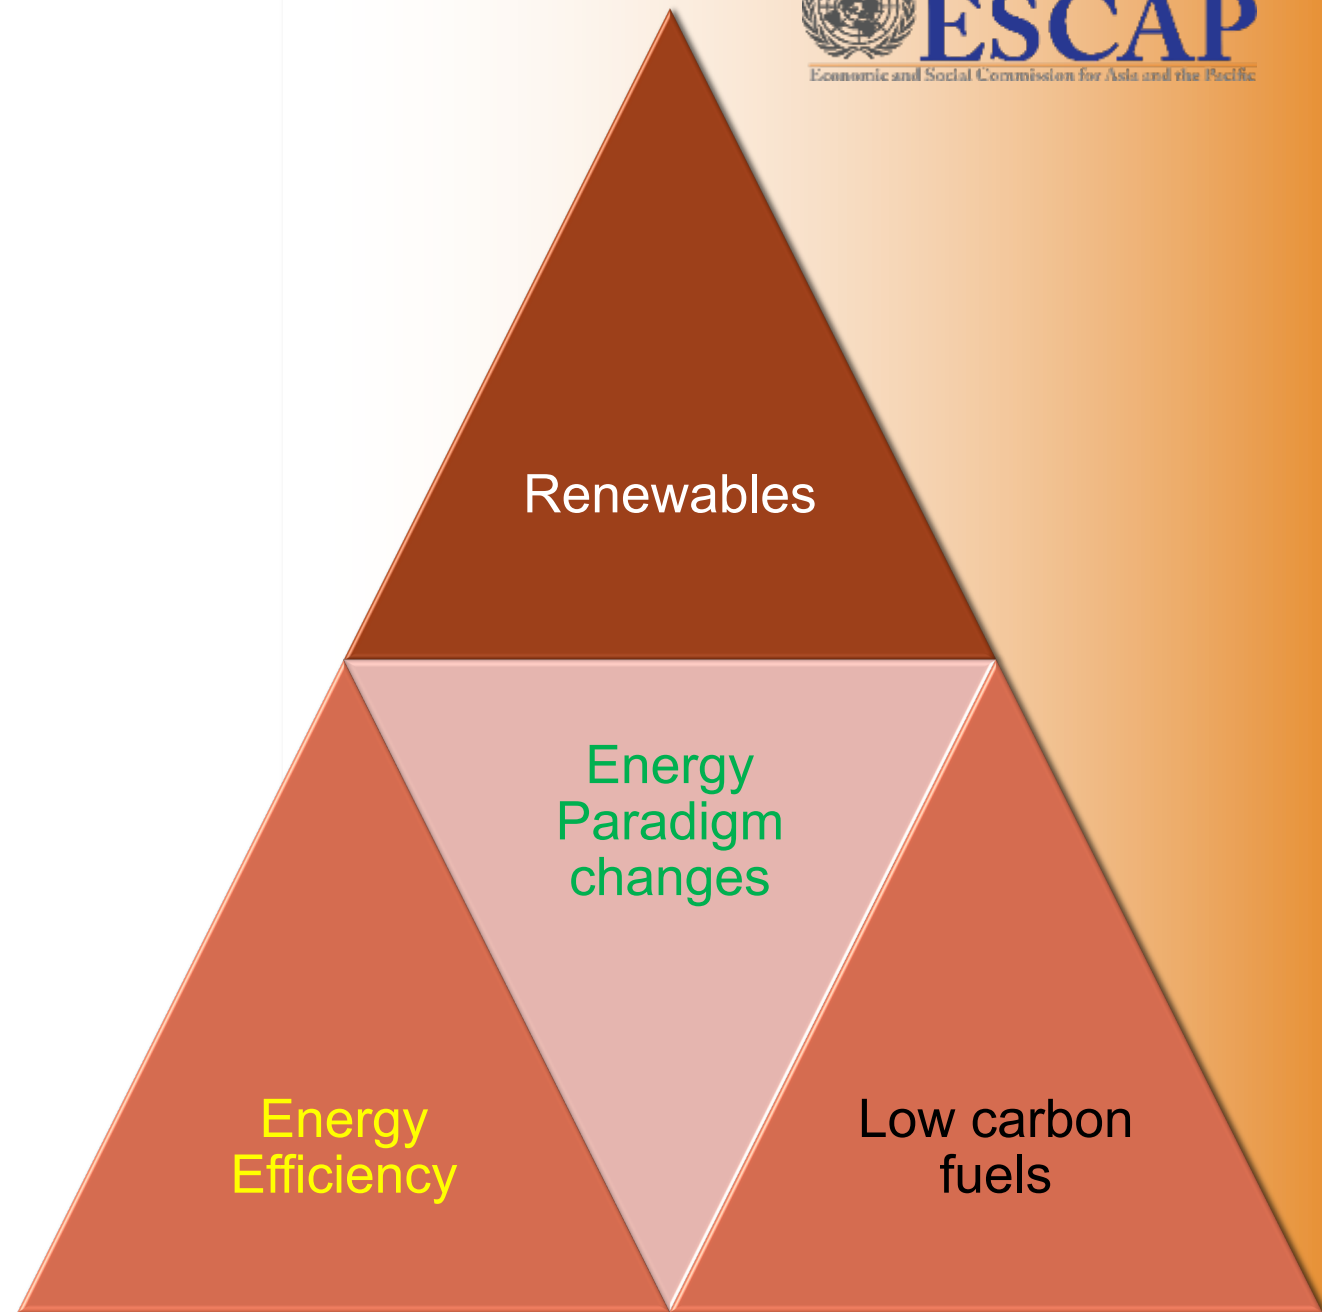 ESCAP
Economic and Social Commission for Asia and the Pacific
Renewables
Energy
Paradigm
changes
Energy
Efficiency
Low carbon
fuels